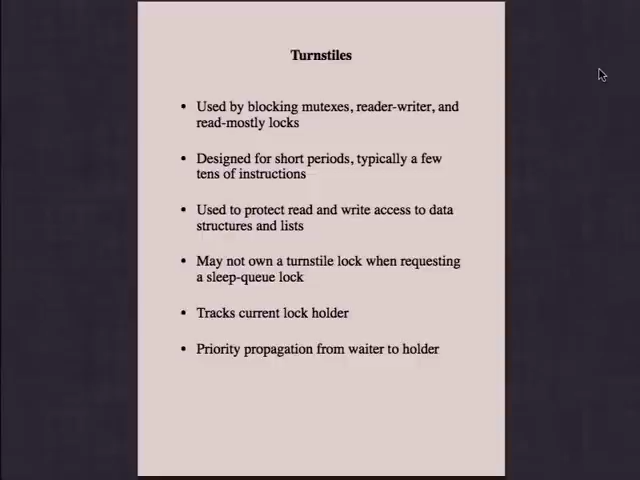 Turnstiles
• Used by blocking mutexes, reader-writer, and
read-mostly locks
• Designed for short periods, typically a few
tens of instructions
• Used to protect read and write access to data
structures and lists
• May not own a turnstile lock when requesting
a sleep-queue lock
• Tracks current lock holder
• Priority propagation from waiter to holder